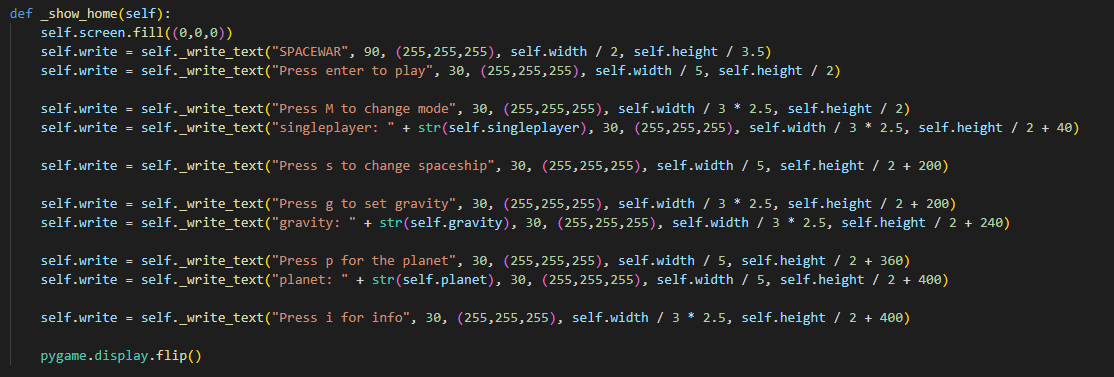 def _show_home(self):
    self.screen.fill((0,0,0))
    self.write = self._write_text("SPACEWAR", 90, (255,255,255), self.width / 2, self.height / 3.5)
    self.write = self._write_text("Press enter to play", 30, (255,255,255), self.width / 5, self.height / 2)

    self.write = self._write_text("Press M to change mode", 30, (255,255,255), self.width / 3 * 2.5, self.height / 2)
    self.write = self._write_text("singleplayer: " + str(self.singleplayer), 30, (255,255,255), self.width / 3 * 2.5, self.height / 2 + 40)

    self.write = self._write_text("Press s to change spaceship", 30, (255,255,255), self.width / 5, self.height / 2 + 200)

    self.write = self._write_text("Press g to set gravity", 30, (255,255,255), self.width / 3 * 2.5, self.height / 2 + 200)
    self.write = self._write_text("gravity: " + str(self.gravity), 30, (255,255,255), self.width / 3 * 2.5, self.height / 2 + 240)

    self.write = self._write_text("Press p for the planet", 30, (255,255,255), self.width / 5, self.height / 2 + 360)
    self.write = self._write_text("planet: " + str(self.planet), 30, (255,255,255), self.width / 5, self.height / 2 + 400)

    self.write = self._write_text("Press i for info", 30, (255,255,255), self.width / 3 * 2.5, self.height / 2 + 400)

    pygame.display.flip()